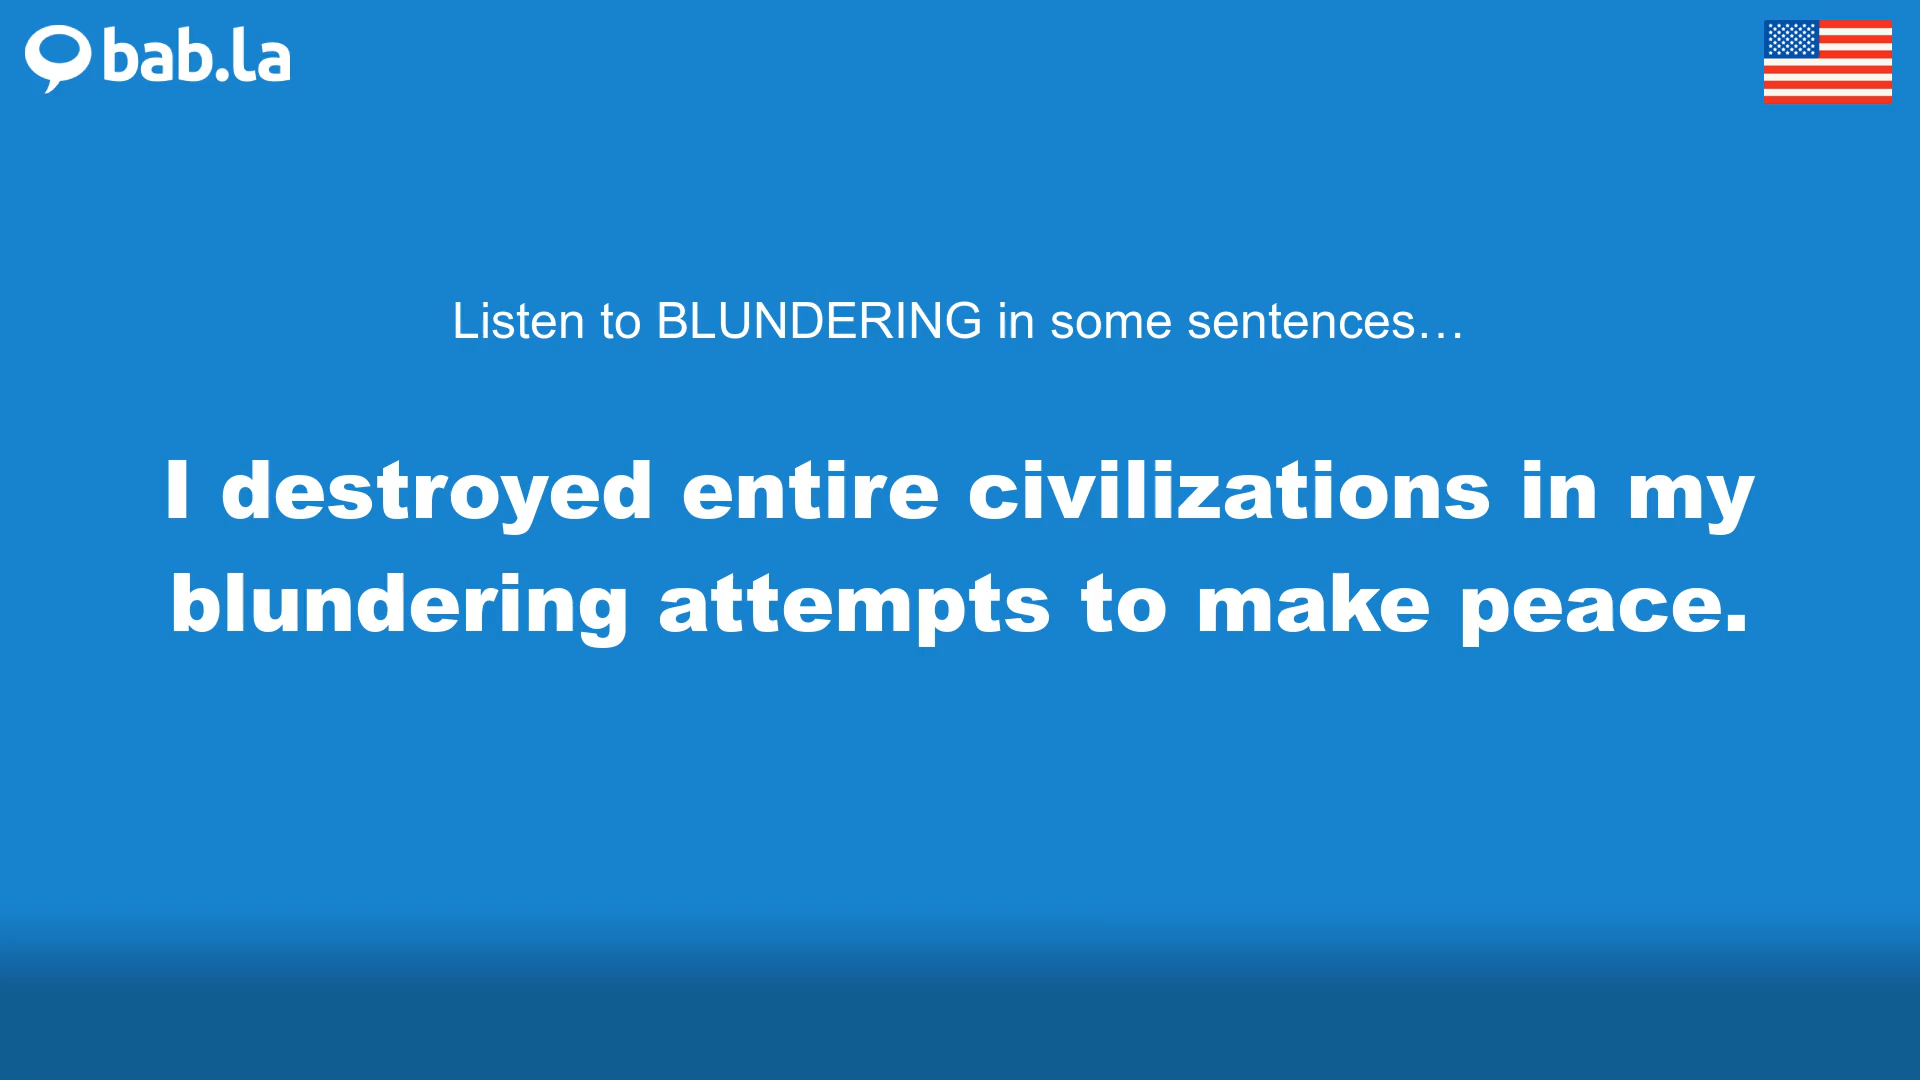 bab.la
Listen to BLUNDERING in some sentences…
I destroyed entire civilizations in my
blundering attempts to make peace.